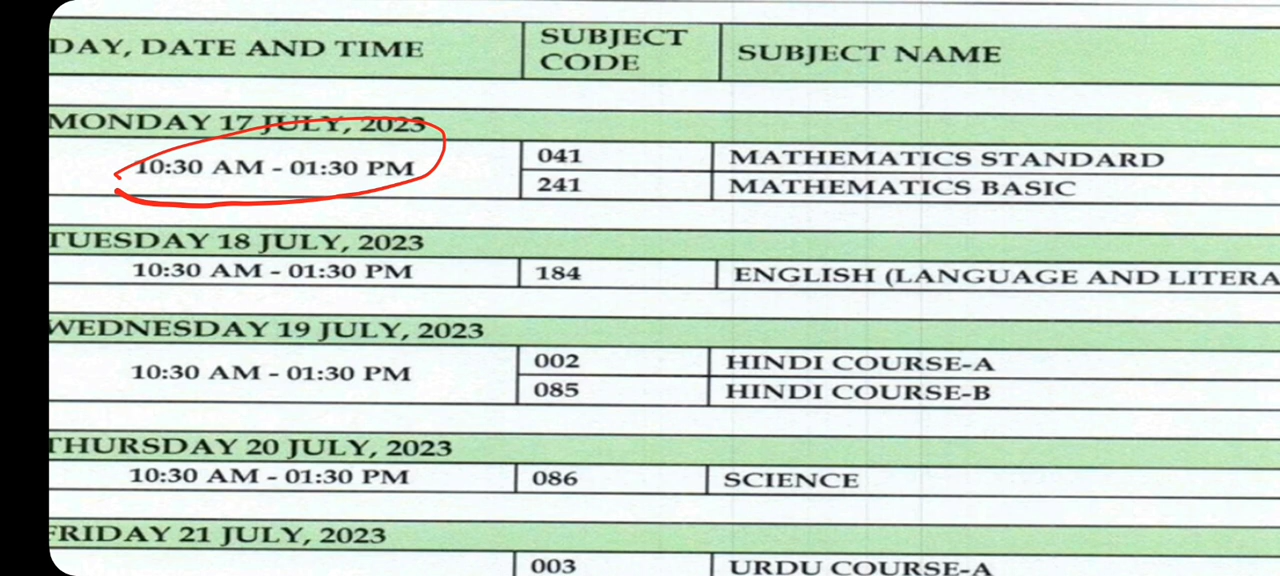 DAY, DATE AND TIME SUBJECT CODE SUBJECT NAME
MONDAY 17 JULY, 2023
10:30 AM - 01:30 PM 041 MATHEMATICS STANDARD
241 MATHEMATICS BASIC
TUESDAY 18 JULY, 2023
10:30 AM - 01:30 PM 184 ENGLISH (LANGUAGE AND LITERA
WEDNESDAY 19 JULY, 2023
10:30 AM - 01:30 PM 002 HINDI COURSE-A
085 HINDI COURSE-B
THURSDAY 20 JULY, 2023
10:30 AM - 01:30 PM 086 SCIENCE
FRIDAY 21 JULY, 2023
003 URDU COURSE-A